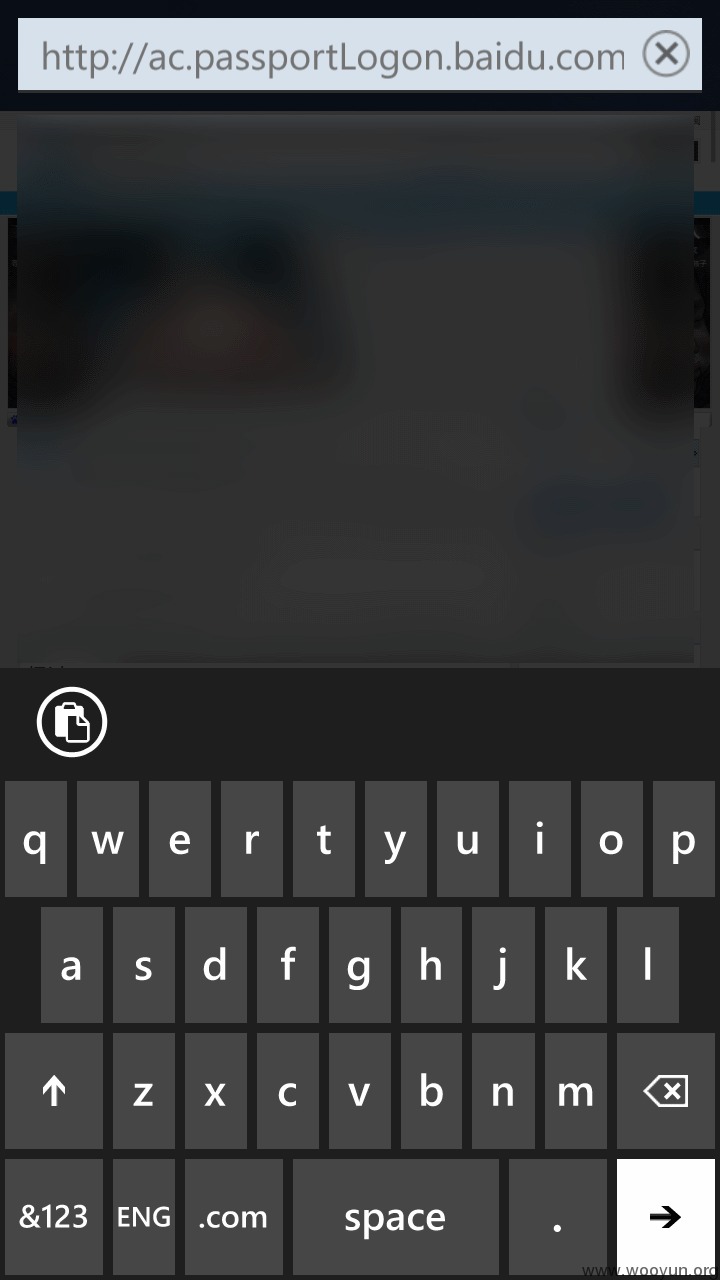 http://ac.passportLogon.baidu.com
q w e r t y u i o p
a s d f g h j k l
z x c v b n m
&123 ENG .com space .
www.wooyun.org